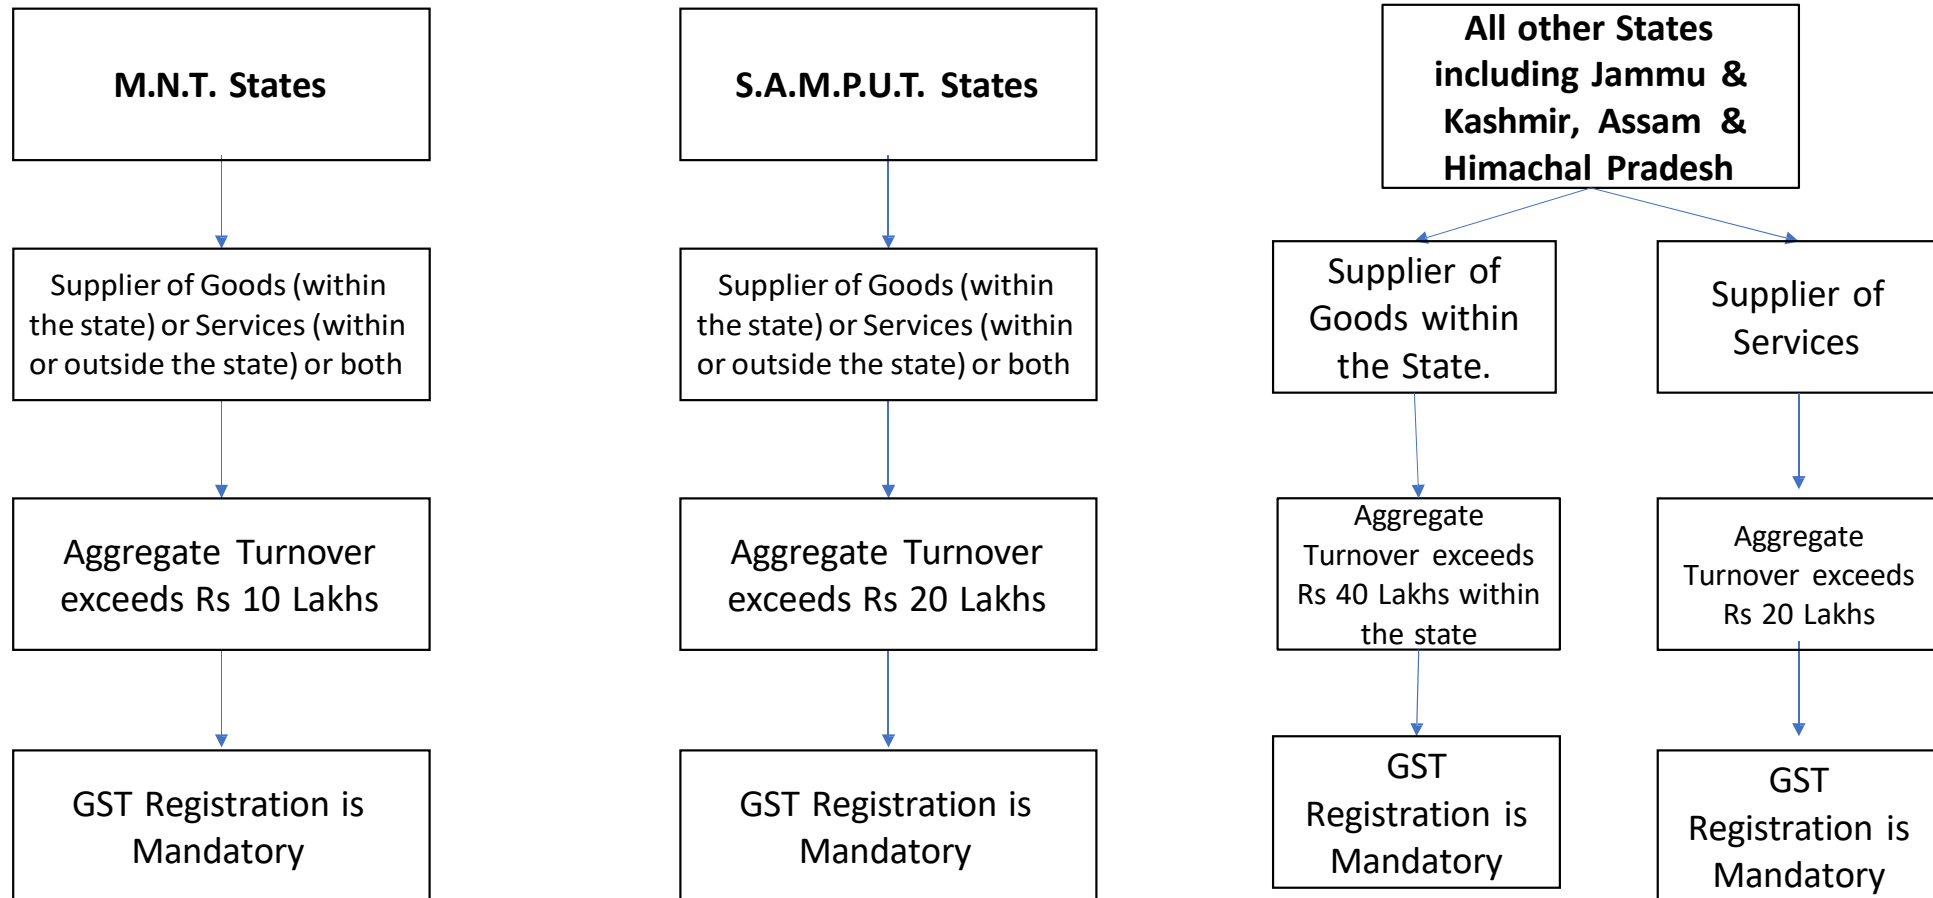 M.N.T. States
Supplier of Goods (within
the state) or Services (within
or outside the state) or both
Aggregate Turnover
exceeds Rs 10 Lakhs
GST Registration is
Mandatory
S.A.M.P.U.T. States
Supplier of Goods (within
the state) or Services (within
or outside the state) or both
Aggregate Turnover
exceeds Rs 20 Lakhs
GST Registration is
Mandatory
All other States
including Jammu &
Kashmir, Assam &
Himachal Pradesh
Supplier of
Goods within
the State.
Aggregate
Turnover exceeds
Rs 40 Lakhs within
the state
GST
Registration is
Mandatory
Supplier of
Services
Aggregate
Turnover exceeds
Rs 20 Lakhs
GST
Registration is
Mandatory